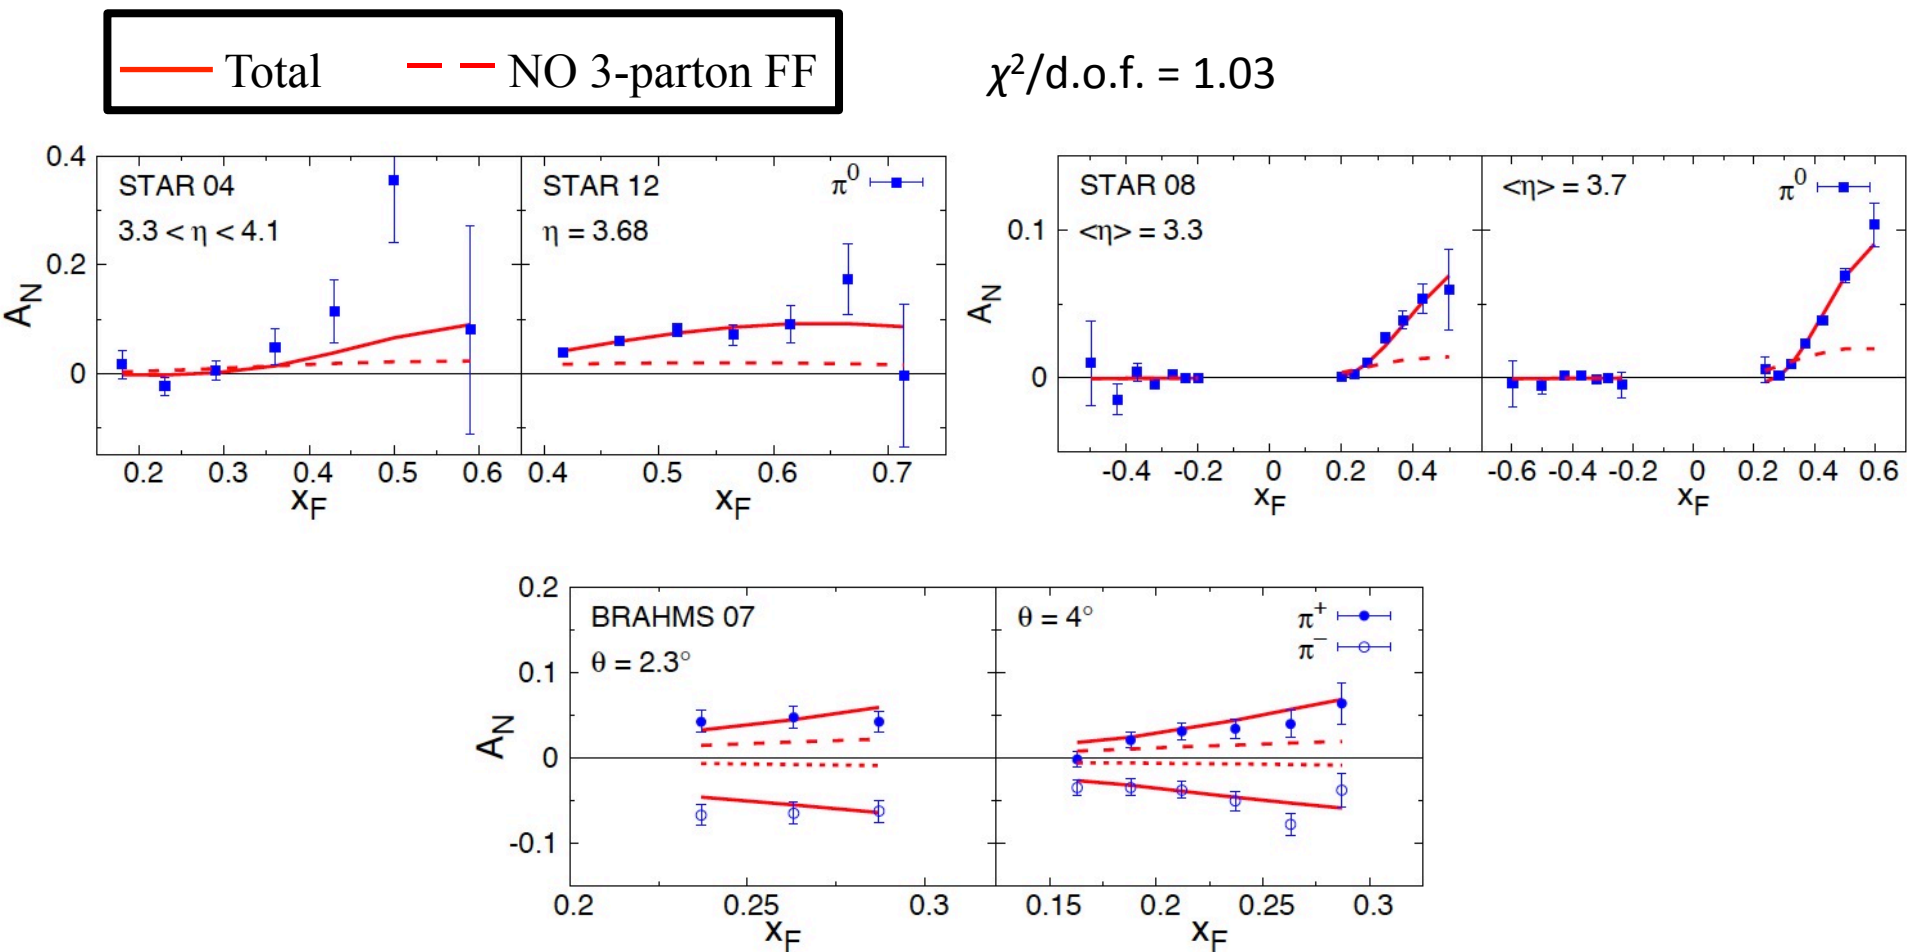 Total NO 3-parton FF
χ²/d.o.f. = 1.03
0.4
0.2
0
A_N
STAR 04
3.3 < η < 4.1
STAR 12
η = 3.68
π⁰
0.2 0.3 0.4 0.5 0.6
0.4 0.5 0.6 0.7
x_F
x_F
0.1
0
A_N
STAR 08
<η> = 3.3
<η> = 3.7
π⁰
-0.4 -0.2 0 0.2 0.4
-0.6 -0.4 -0.2 0 0.2 0.4 0.6
x_F
x_F
0.2
0.1
0
-0.1
A_N
BRAHMS 07
θ = 2.3°
θ = 4°
π⁺
π⁻
0.2 0.25 0.3
0.15 0.2 0.25 0.3
x_F
x_F